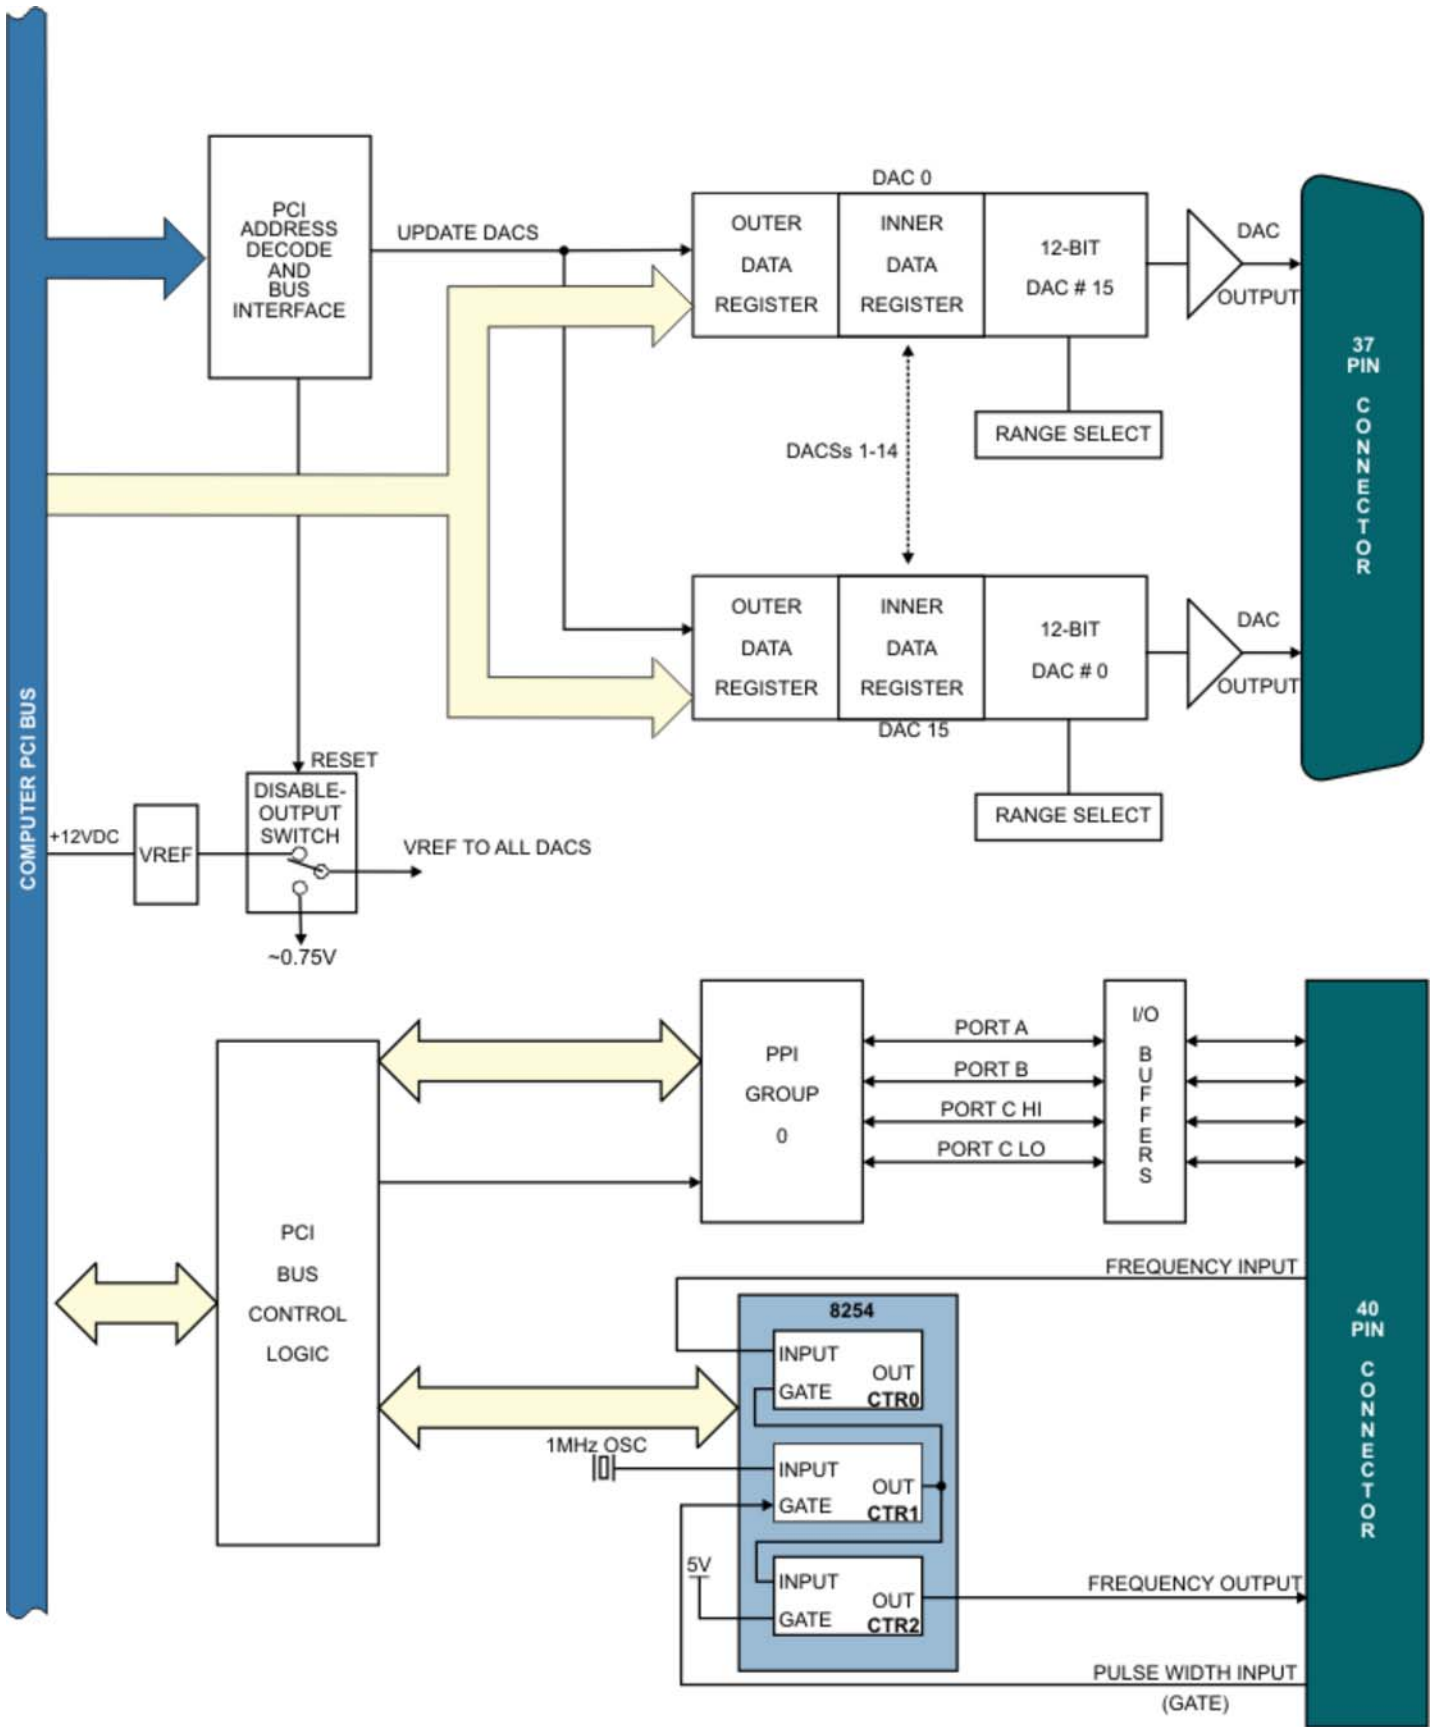 COMPUTER PCI BUS
PCI
ADDRESS
DECODE
AND
BUS
INTERFACE
UPDATE DACS
DAC 0
OUTER
DATA
REGISTER
INNER
DATA
REGISTER
12-BIT
DAC # 15
DAC
OUTPUT
RANGE SELECT
DACSs 1-14
37
PIN
CONNECTOR
OUTER
DATA
REGISTER
INNER
DATA
REGISTER
12-BIT
DAC # 0
DAC
OUTPUT
DAC 15
RANGE SELECT
RESET
DISABLE-
OUTPUT
SWITCH
+12VDC
VREF
VREF TO ALL DACS
~0.75V
PCI
BUS
CONTROL
LOGIC
PPI
GROUP
0
PORT A
PORT B
PORT C HI
PORT C LO
I/O
BUFFERS
FREQUENCY INPUT
40
PIN
CONNECTOR
8254
INPUT
OUT
GATE
CTR0
1MHz OSC
INPUT
OUT
GATE
CTR1
5V
INPUT
OUT
GATE
CTR2
FREQUENCY OUTPUT
PULSE WIDTH INPUT
(GATE)